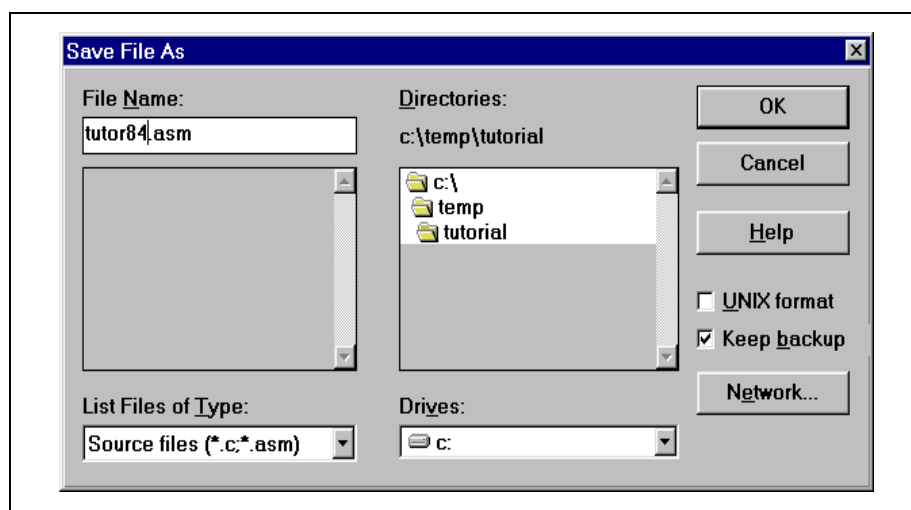 Save File As
File Name:
tutor84.asm
Directories:
c:\temp\tutorial
c:\
temp
tutorial
OK
Cancel
Help
UNIX format
Keep backup
Network...
List Files of Type:
Source files (*.c;*.asm)
Drives:
c: